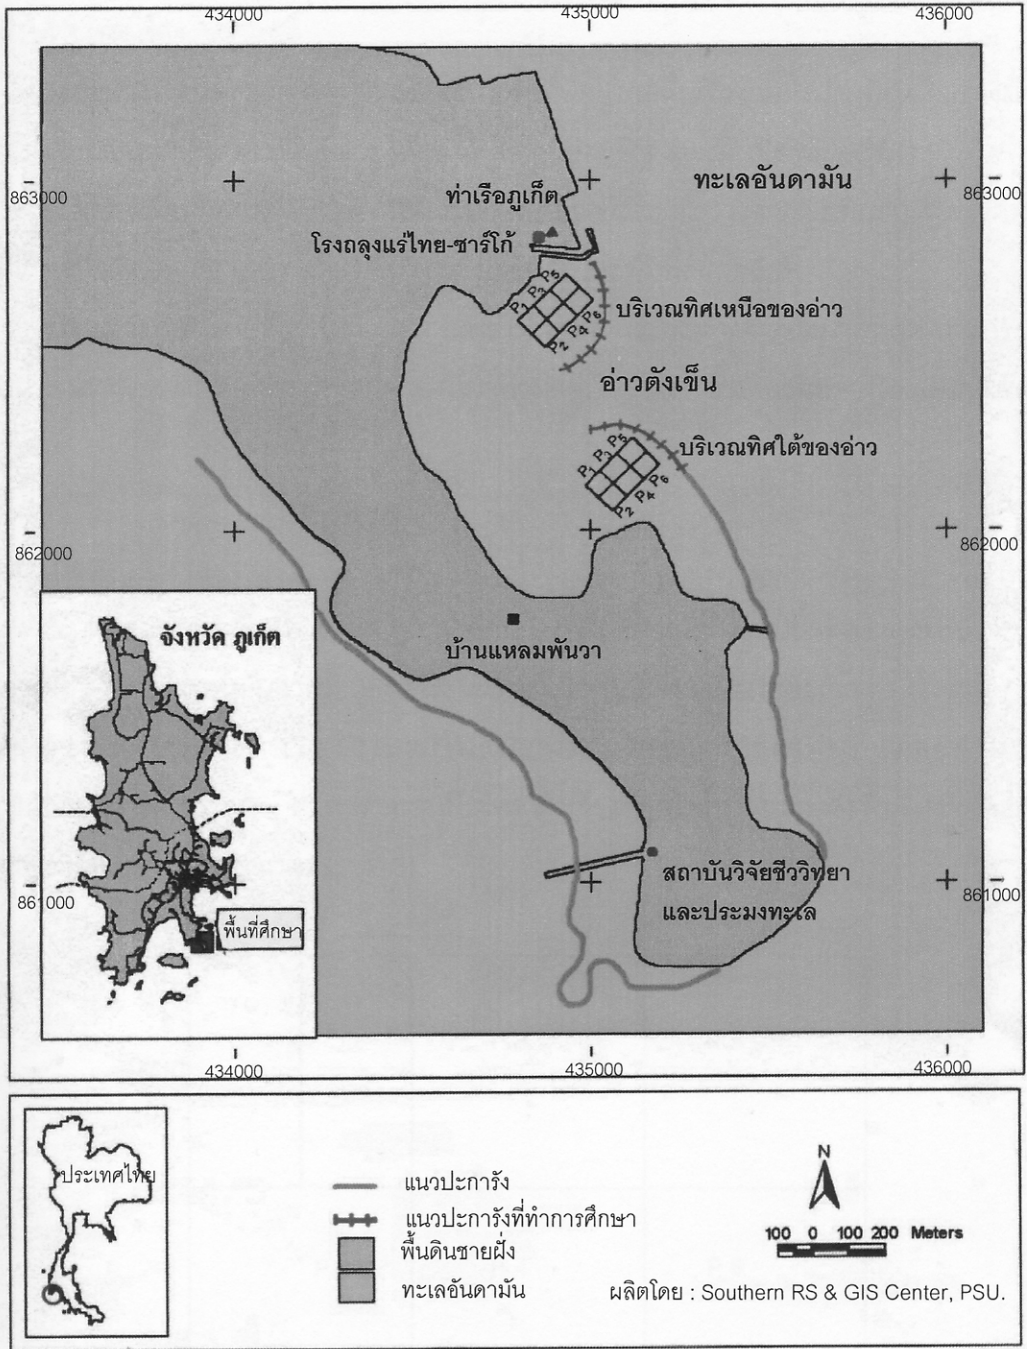 434000
435000
436000
863000
863000
ทะเลอันดามัน
ท่าเรือภูเก็ต
โรงถลุงแร่ไทย-ซาร์โก้
P1 P3 P5
P2 P4 P6
บริเวณทิศเหนือของอ่าว
อ่าวตังเข็น
บริเวณทิศใต้ของอ่าว
P1 P3 P5
P2 P4 P6
862000
862000
จังหวัด ภูเก็ต
บ้านแหลมพันวา
สถาบันวิจัยชีววิทยา
และประมงทะเล
861000
861000
พื้นที่ศึกษา
434000
435000
436000
ประเทศไทย
แนวปะการัง
แนวปะการังที่ทำการศึกษา
พื้นดินชายฝั่ง
ทะเลอันดามัน
N
100 0 100 200 Meters
ผลิตโดย : Southern RS & GIS Center, PSU.